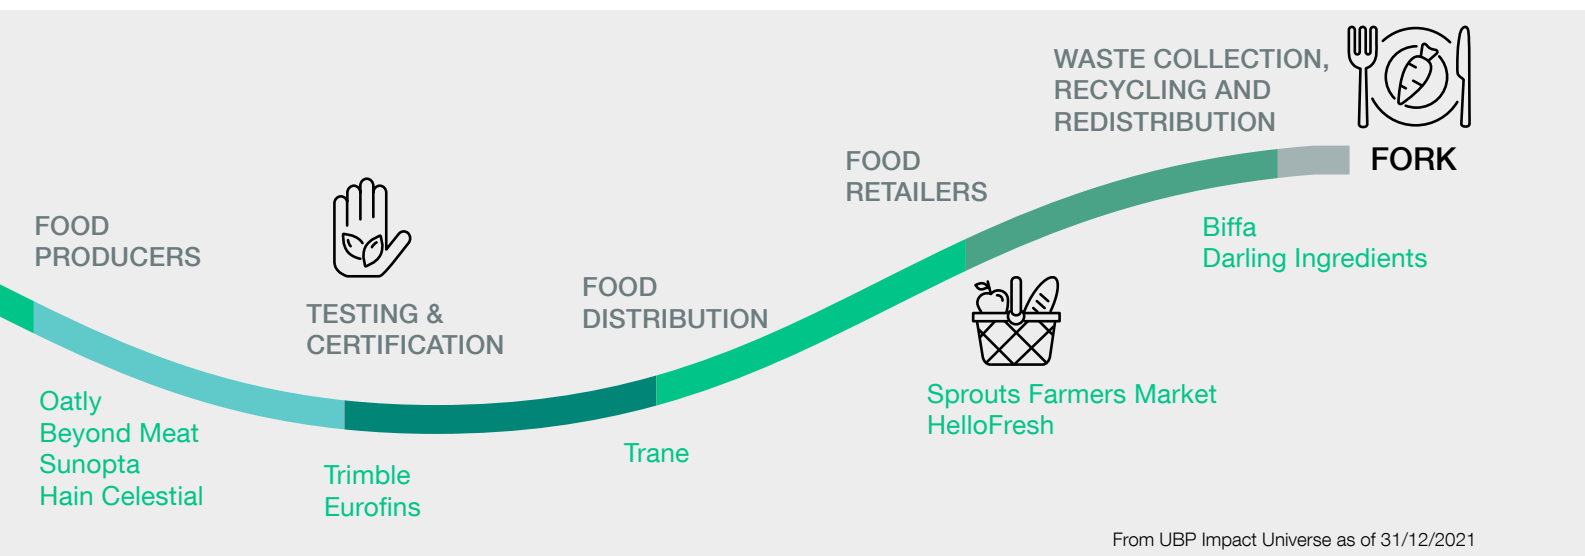 FOOD
PRODUCERS
Oatly
Beyond Meat
Sunopta
Hain Celestial
TESTING &
CERTIFICATION
Trimble
Eurofins
FOOD
DISTRIBUTION
Trane
FOOD
RETAILERS
Sprouts Farmers Market
HelloFresh
WASTE COLLECTION,
RECYCLING AND
REDISTRIBUTION
Biffa
Darling Ingredients
FORK
From UBP Impact Universe as of 31/12/2021